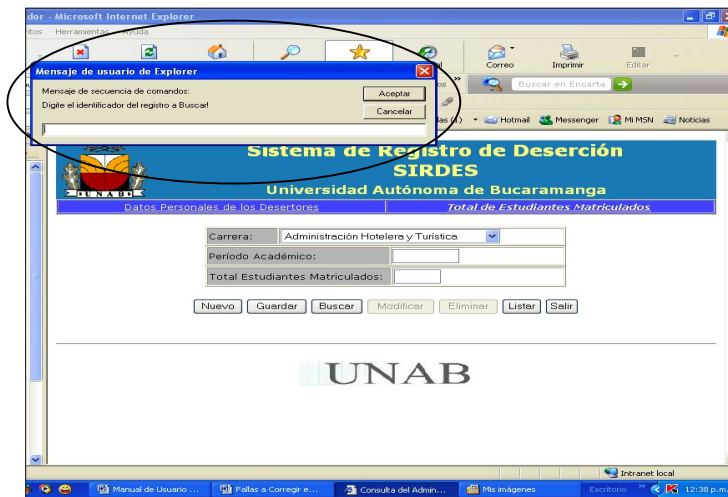 dor - Microsoft Internet Explorer
Herramientas Ayuda
Correo Imprimir Editar
Mensaje de usuario de Explorer
Mensaje de secuencia de comandos:
Digite el identificador del registro a Buscar!
Aceptar
Cancelar
Buscar en Encarta
Hotmail Messenger Mi MSN Noticias
Sistema de Registro de Deserción
SIRDES
Universidad Autónoma de Bucaramanga
UNAB
Datos Personales de los Desertores Total de Estudiantes Matriculados
Carrera: Administración Hotelera y Turística
Período Académico:
Total Estudiantes Matriculados:
Nuevo Guardar Buscar Modificar Eliminar Listar Salir
UNAB
Intranet local
Manual de Usuario ... Fallas a Corregir e... Consulta del Admin... Mis imágenes Escritorio » 12:38 p.m.